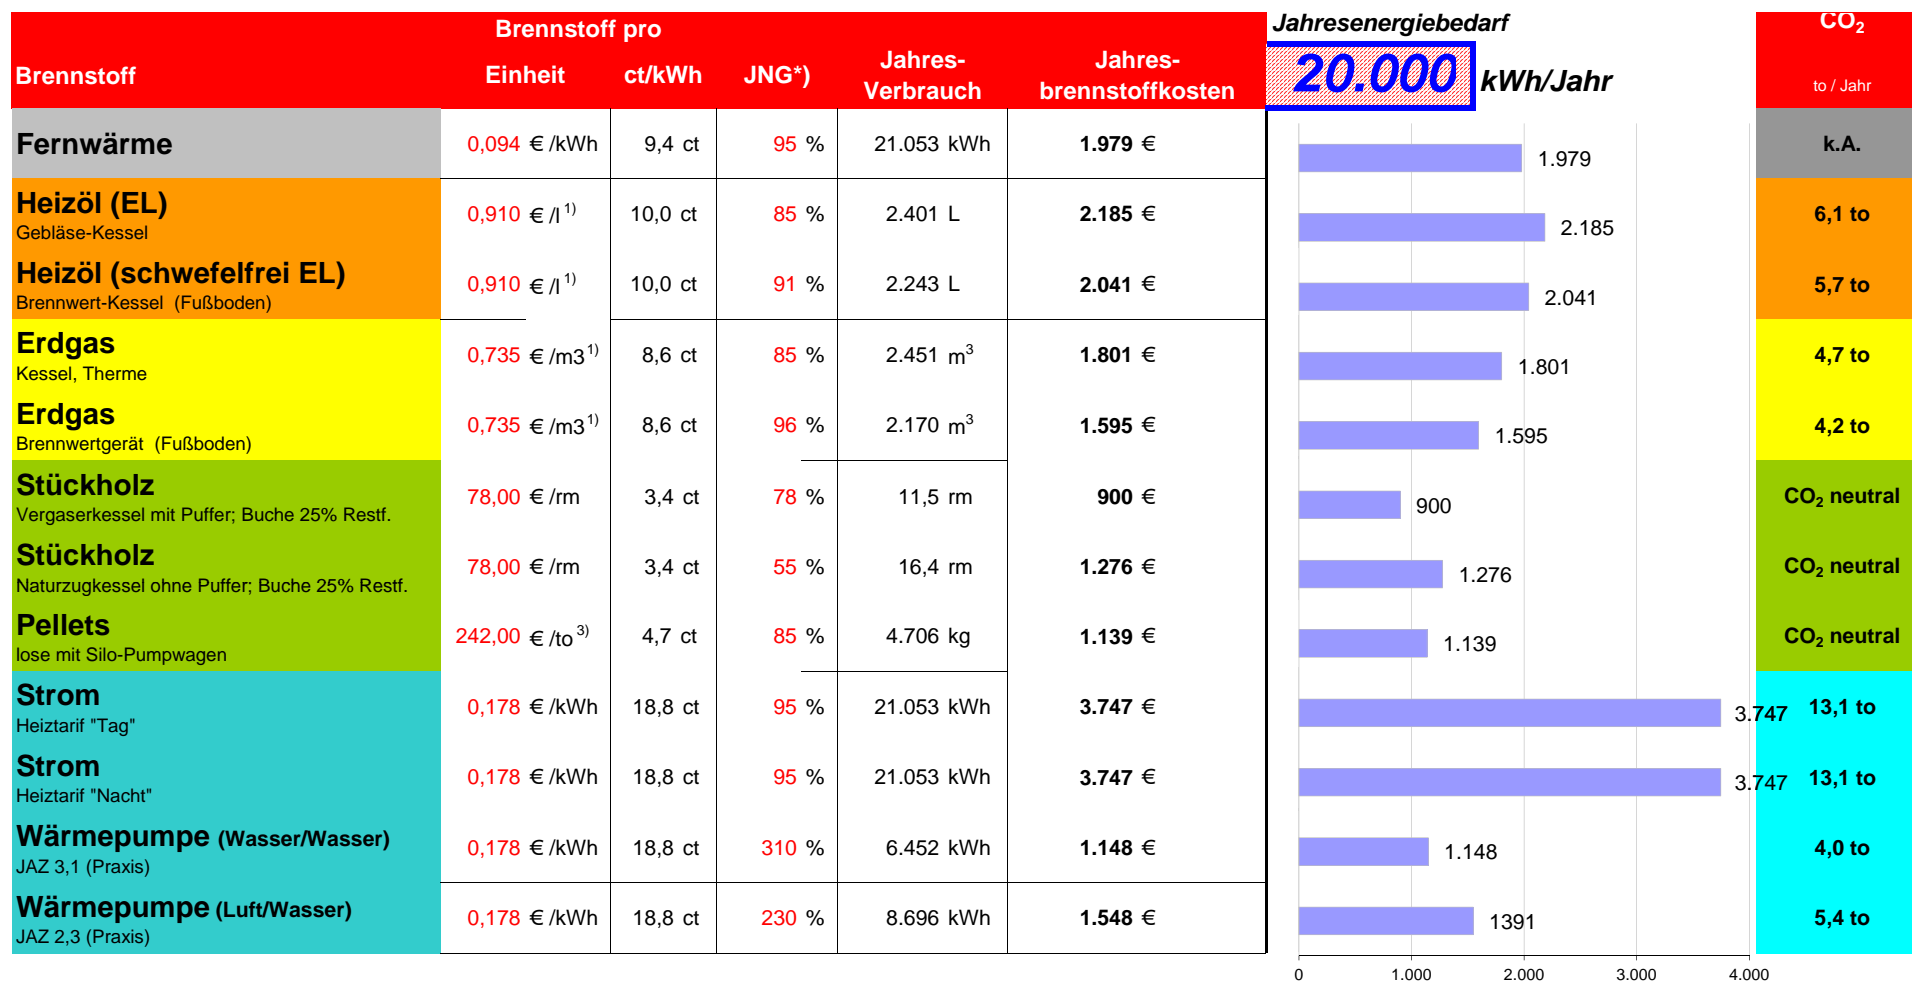 Brennstoff pro
Jahresenergiebedarf
CO2
Brennstoff Einheit ct/kWh JNG*) Jahres-Verbrauch Jahres-brennstoffkosten 20.000 kWh/Jahr to / Jahr
Fernwärme 0,094 € /kWh 9,4 ct 95 % 21.053 kWh 1.979 € 1.979 k.A.
Heizöl (EL) 0,910 € /l 1) 10,0 ct 85 % 2.401 L 2.185 € 2.185 6,1 to
Gebläse-Kessel
Heizöl (schwefelfrei EL) 0,910 € /l 1) 10,0 ct 91 % 2.243 L 2.041 € 2.041 5,7 to
Brennwert-Kessel (Fußboden)
Erdgas 0,735 € /m3 1) 8,6 ct 85 % 2.451 m3 1.801 € 1.801 4,7 to
Kessel, Therme
Erdgas 0,735 € /m3 1) 8,6 ct 96 % 2.170 m3 1.595 € 1.595 4,2 to
Brennwertgerät (Fußboden)
Stückholz 78,00 € /rm 3,4 ct 78 % 11,5 rm 900 € 900 CO2 neutral
Vergaserkessel mit Puffer; Buche 25% Restf.
Stückholz 78,00 € /rm 3,4 ct 55 % 16,4 rm 1.276 € 1.276 CO2 neutral
Naturzugkessel ohne Puffer; Buche 25% Restf.
Pellets 242,00 € /to 3) 4,7 ct 85 % 4.706 kg 1.139 € 1.139 CO2 neutral
lose mit Silo-Pumpwagen
Strom 0,178 € /kWh 18,8 ct 95 % 21.053 kWh 3.747 € 3.747 13,1 to
Heiztarif "Tag"
Strom 0,178 € /kWh 18,8 ct 95 % 21.053 kWh 3.747 € 3.747 13,1 to
Heiztarif "Nacht"
Wärmepumpe (Wasser/Wasser) 0,178 € /kWh 18,8 ct 310 % 6.452 kWh 1.148 € 1.148 4,0 to
JAZ 3,1 (Praxis)
Wärmepumpe (Luft/Wasser) 0,178 € /kWh 18,8 ct 230 % 8.696 kWh 1.548 € 1391 5,4 to
JAZ 2,3 (Praxis)
0 1.000 2.000 3.000 4.000